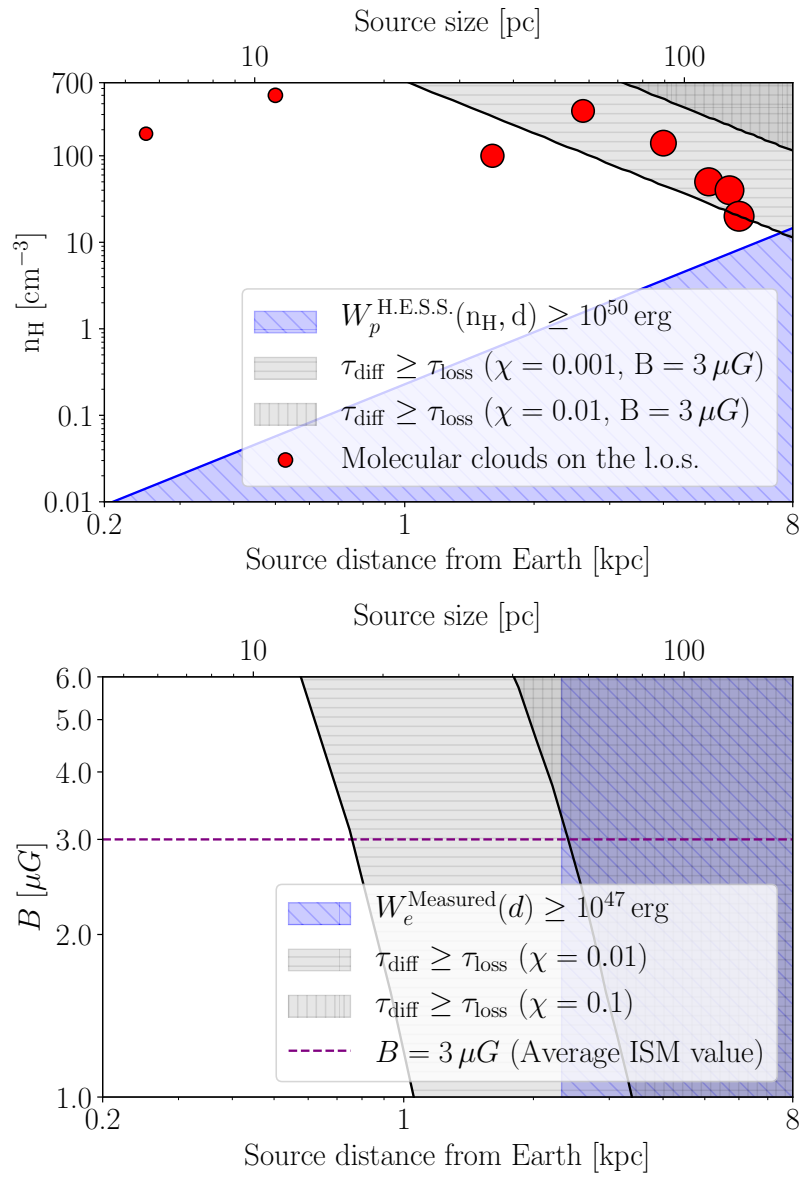 Source size [pc]
10 100
700
100
10
1
0.1
0.01
n_H [cm⁻³]
W_p^{H.E.S.S.}(n_H, d) ≥ 10⁵⁰ erg
τ_diff ≥ τ_loss (χ = 0.001, B = 3 μG)
τ_diff ≥ τ_loss (χ = 0.01, B = 3 μG)
Molecular clouds on the l.o.s.
0.2 1 8
Source distance from Earth [kpc]
Source size [pc]
10 100
6.0
5.0
4.0
3.0
2.0
1.0
B [μG]
W_e^{Measured}(d) ≥ 10⁴⁷ erg
τ_diff ≥ τ_loss (χ = 0.01)
τ_diff ≥ τ_loss (χ = 0.1)
B = 3 μG (Average ISM value)
0.2 1 8
Source distance from Earth [kpc]